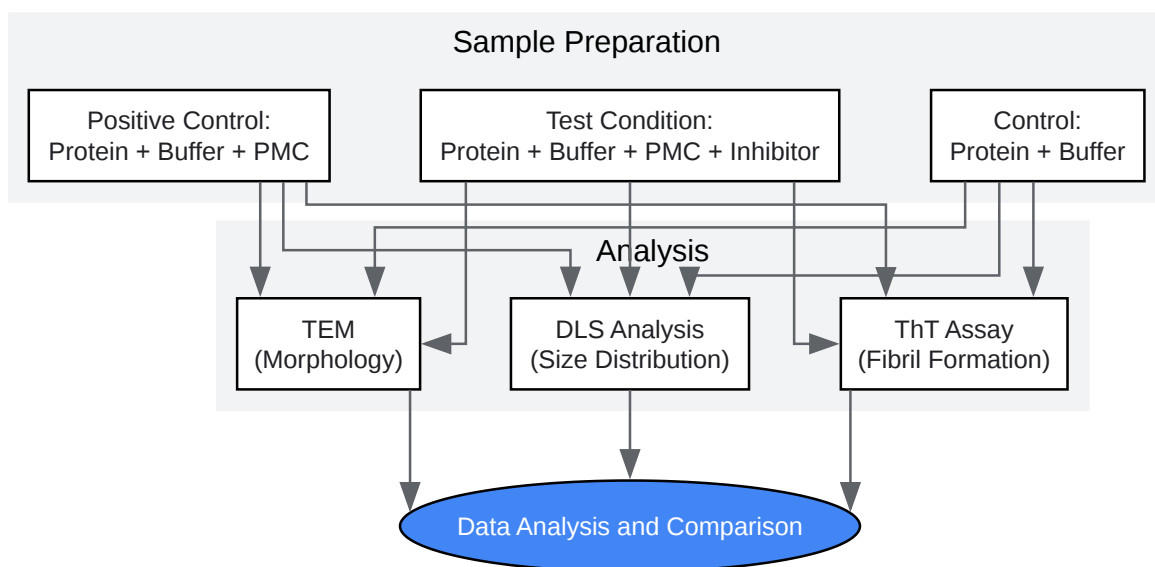 Sample Preparation
Positive Control:
Protein + Buffer + PMC
Test Condition:
Protein + Buffer + PMC + Inhibitor
Control:
Protein + Buffer
Analysis
TEM
(Morphology)
DLS Analysis
(Size Distribution)
ThT Assay
(Fibril Formation)
Data Analysis and Comparison